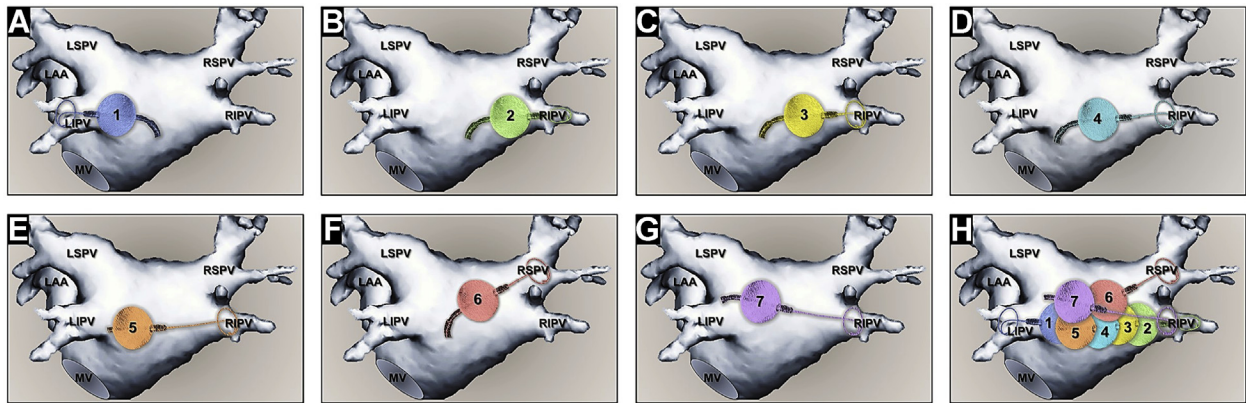 A
LSPV
RSPV
LAA
1
LIPV
RIPV
MV
B
LSPV
RSPV
LAA
2
LIPV
RIPV
MV
C
LSPV
RSPV
LAA
3
LIPV
RIPV
MV
D
LSPV
RSPV
LAA
4
LIPV
RIPV
MV
E
LSPV
RSPV
LAA
5
LIPV
RIPV
MV
F
LSPV
RSPV
LAA
6
LIPV
RIPV
MV
G
LSPV
RSPV
LAA
7
LIPV
RIPV
MV
H
LSPV
RSPV
LAA
7 6
1 5 4 3 2
LIPV
RIPV
MV